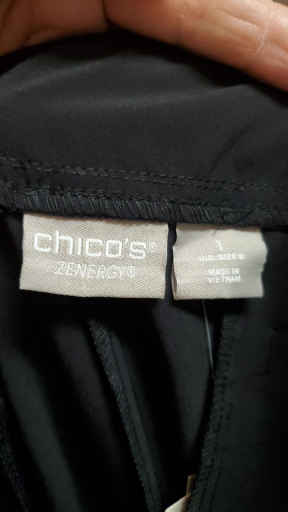 chico's®
ZENERGY®
1
MADE IN
VIETNAM